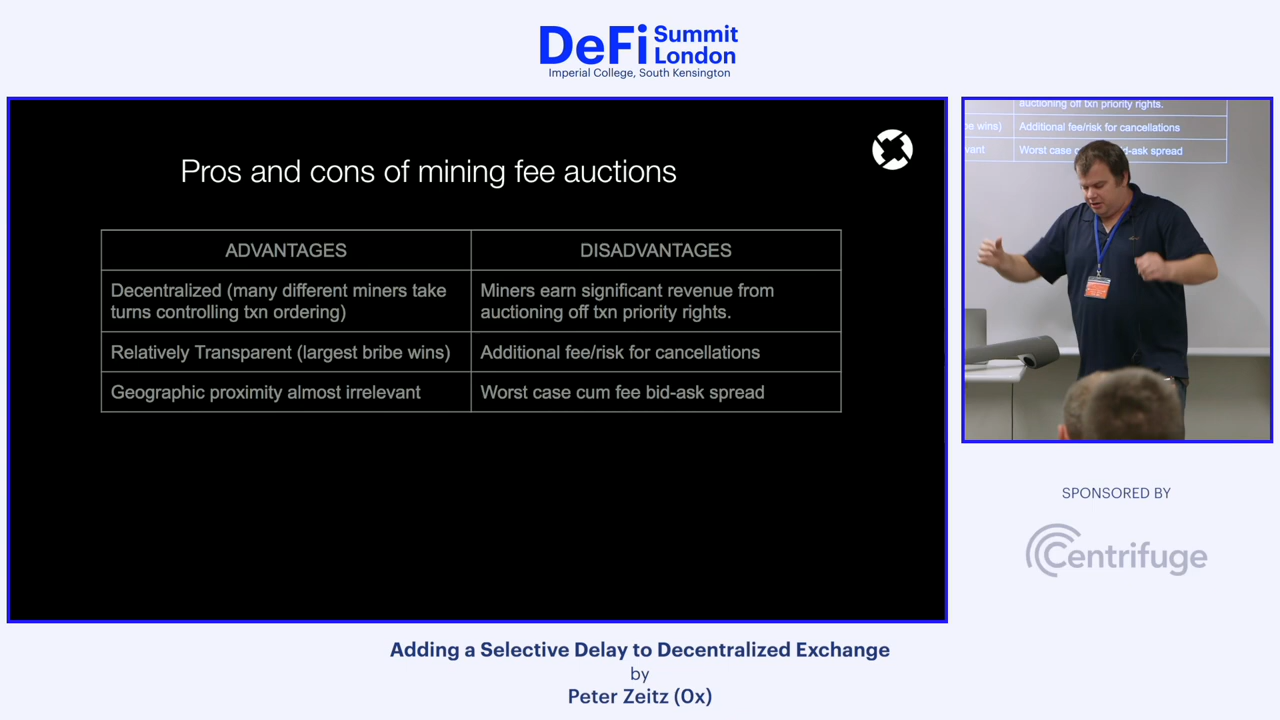 DeFi Summit
London
Imperial College, South Kensington
Pros and cons of mining fee auctions
ADVANTAGES
DISADVANTAGES
Decentralized (many different miners take
turns controlling txn ordering)
Miners earn significant revenue from
auctioning off txn priority rights.
Relatively Transparent (largest bribe wins)
Additional fee/risk for cancellations
Geographic proximity almost irrelevant
Worst case cum fee bid-ask spread
auctioning off txn priority rights.
be wins)
Additional fee/risk for cancellations
vant
Worst case c d-ask spread
SPONSORED BY
Centrifuge
Adding a Selective Delay to Decentralized Exchange
by
Peter Zeitz (0x)